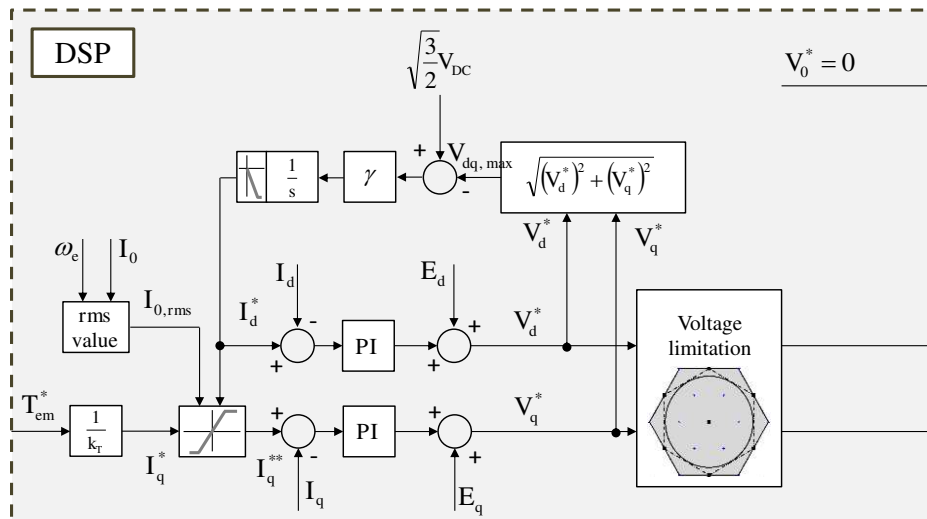 DSP
√(3/2) V_DC
V_0^* = 0
+
V_dq, max
-
1/s
γ
√((V_d^*)^2 + (V_q^*)^2)
V_d^*
V_q^*
ω_e
I_0
I_0,rms
rms
value
I_d
I_d^*
-
+
PI
E_d
+
+
V_d^*
Voltage
limitation
T_em^*
1/k_T
I_q^*
I_q^**
+
-
I_q
PI
+
+
E_q
V_q^*